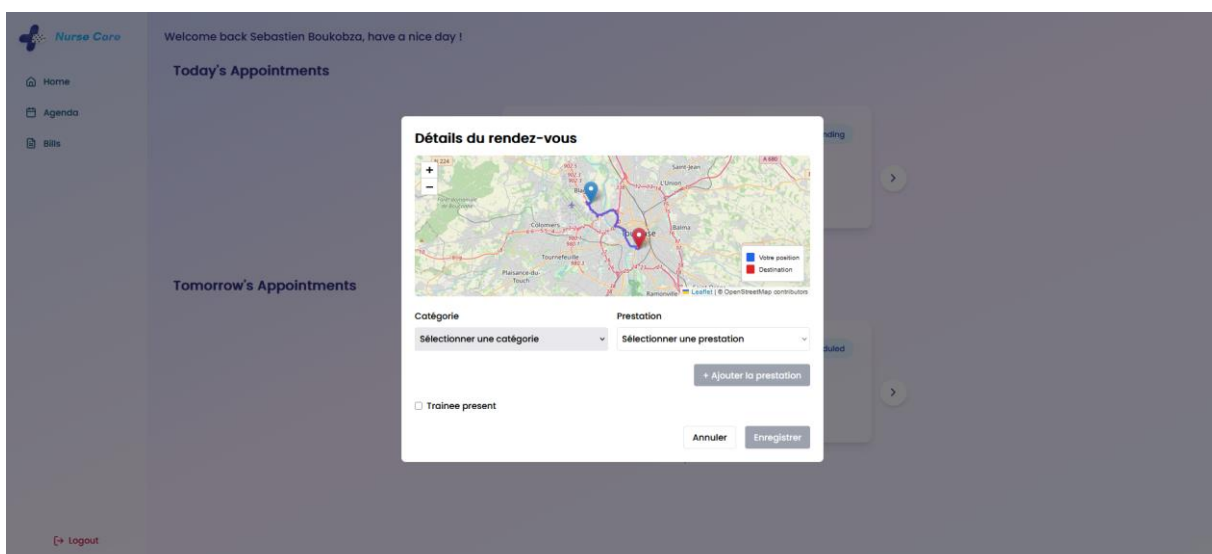 Nurse Care
Welcome back Sebastien Boukobza, have a nice day !
Home
Agenda
Bills
Today's Appointments
Détails du rendez-vous
+
−
Saint-Jean
A 680
L'Union
Colomiers
Balma
Tournefeuille
Plaisance-du-
Touch
Ramonville
Votre position
Destination
Leaflet | © OpenStreetMap contributors
Catégorie
Prestation
Sélectionner une catégorie
Sélectionner une prestation
+ Ajouter la prestation
Trainee present
Annuler
Enregistrer
Tomorrow's Appointments
Logout